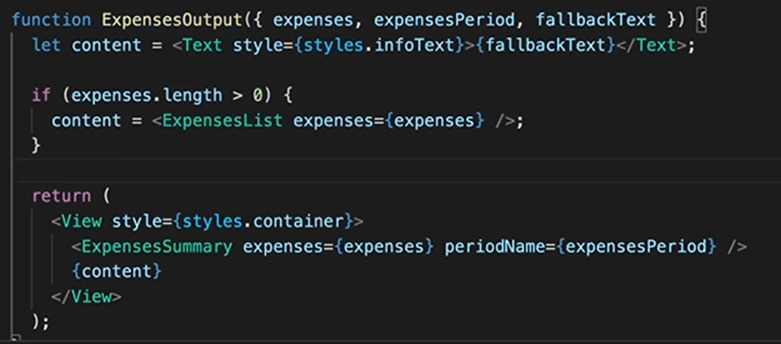 function ExpensesOutput({ expenses, expensesPeriod, fallbackText }) {
  let content = <Text style={styles.infoText}>{fallbackText}</Text>;

  if (expenses.length > 0) {
    content = <ExpensesList expenses={expenses} />;
  }

  return (
    <View style={styles.container}>
      <ExpensesSummary expenses={expenses} periodName={expensesPeriod} />
      {content}
    </View>
  );